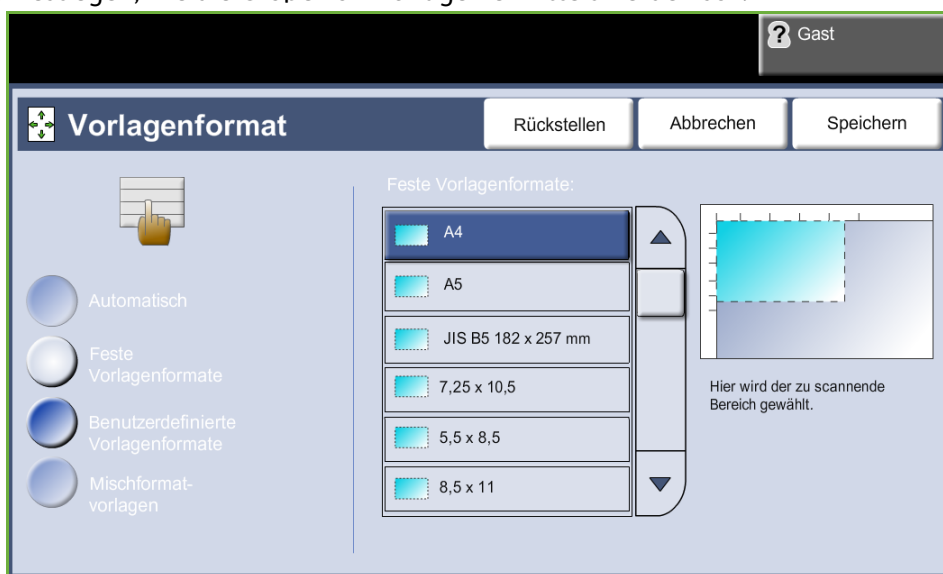 Gast
Vorlagenformat
Rückstellen
Abbrechen
Speichern
Feste Vorlagenformate:
A4
A5
JIS B5 182 x 257 mm
7,25 x 10,5
5,5 x 8,5
8,5 x 11
Automatisch
Feste
Vorlagenformate
Benutzerdefinierte
Vorlagenformate
Mischformat-
vorlagen
Hier wird der zu scannende
Bereich gewählt.